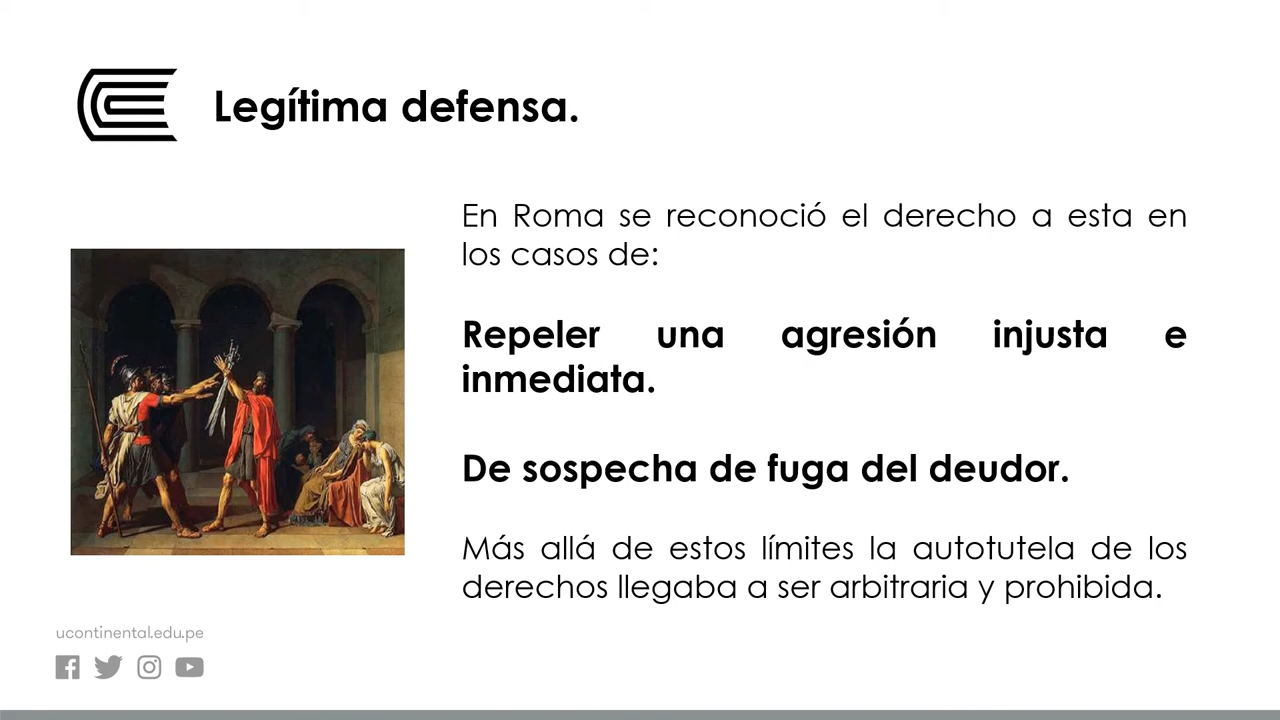 Legítima defensa.
En Roma se reconoció el derecho a esta en
los casos de:
Repeler una agresión injusta e
inmediata.
De sospecha de fuga del deudor.
Más allá de estos límites la autotutela de los
derechos llegaba a ser arbitraria y prohibida.
ucontinental.edu.pe